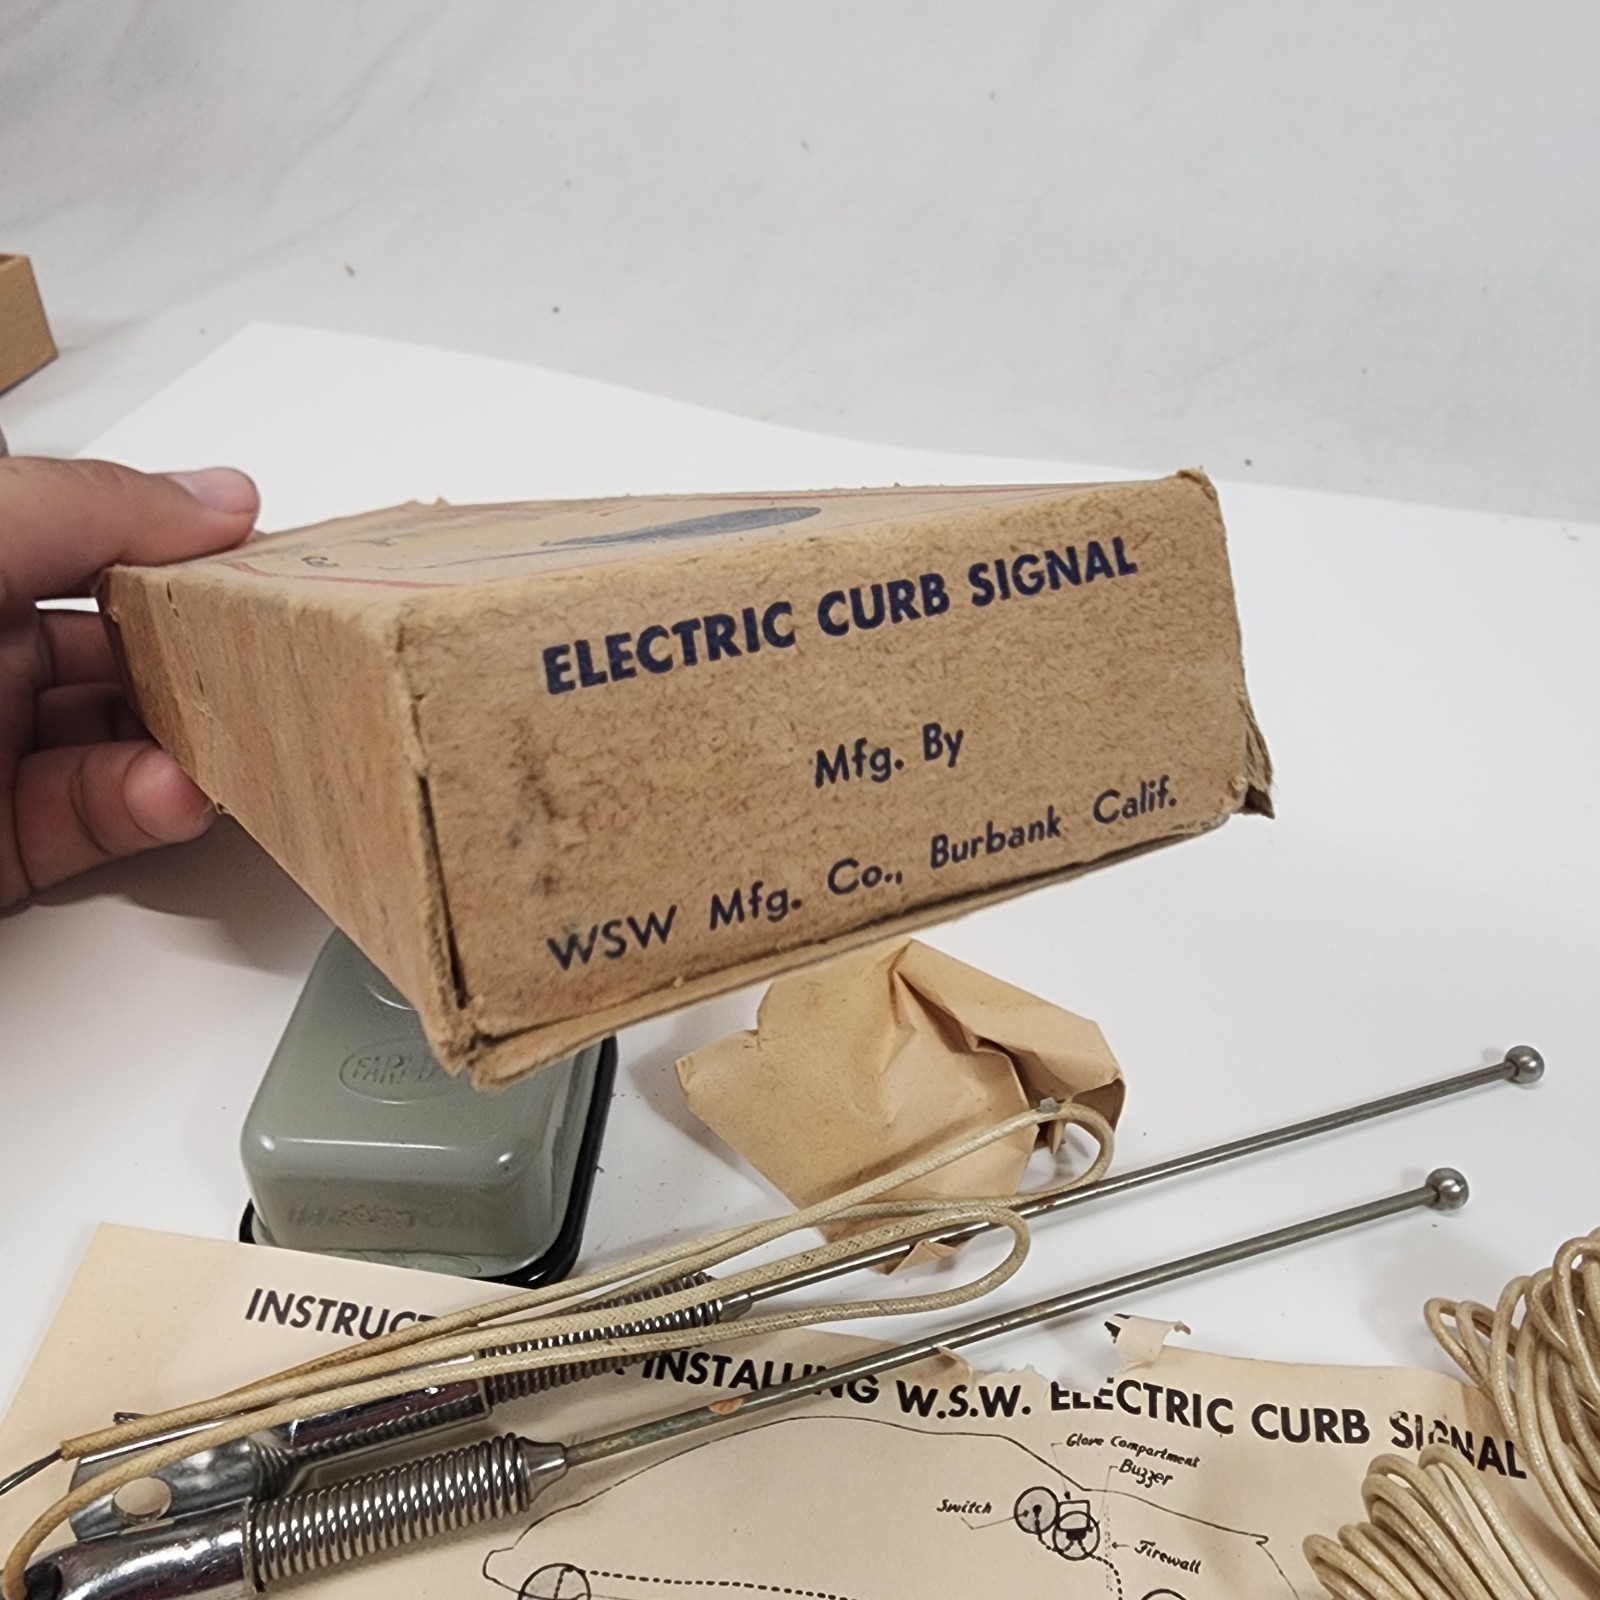 ELECTRIC CURB SIGNAL
Mfg. By
WSW Mfg. Co., Burbank Calif.
INSTALLING W.S.W. ELECTRIC CURB SIGNAL
Glove Compartment
Buzzer
Switch
Firewall